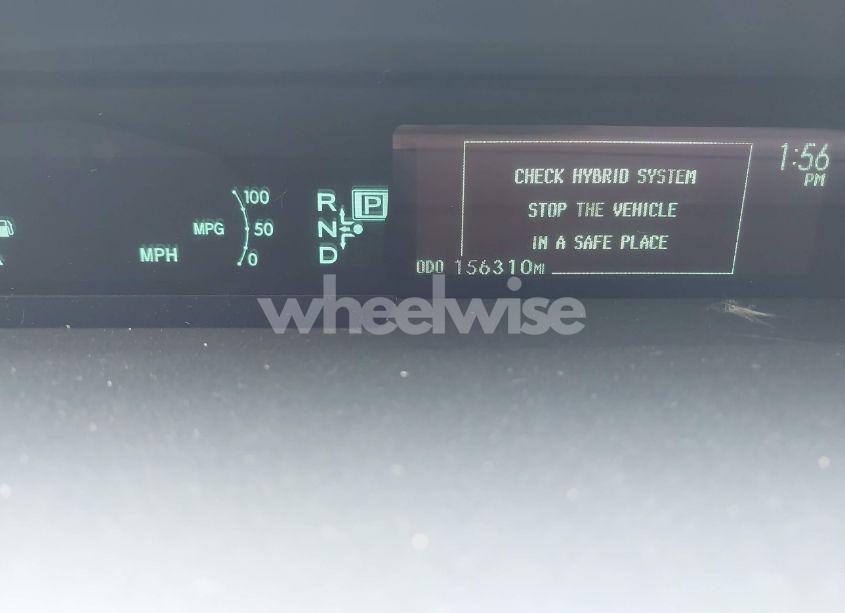 1:56
PM
CHECK HYBRID SYSTEM
STOP THE VEHICLE
IN A SAFE PLACE
ODO 156310MI
100
MPG 50
0
MPH
R
P
N
D
wheelwise